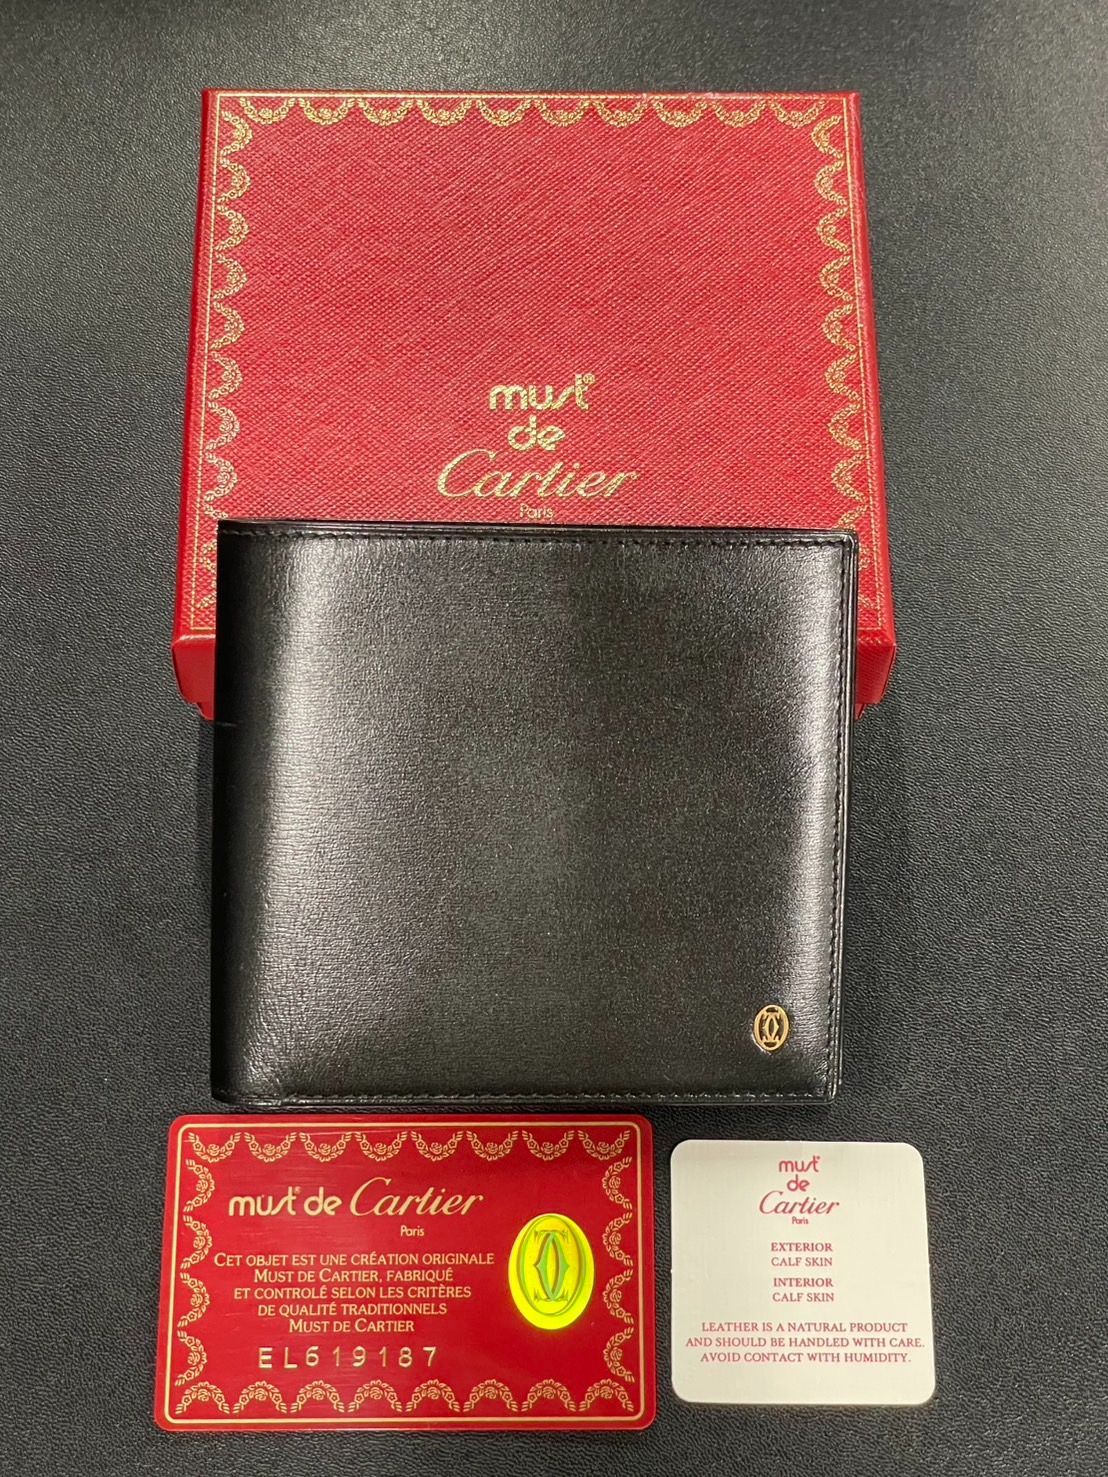 must®
de
Cartier
Paris
must® de Cartier
Paris
CET OBJET EST UNE CRÉATION ORIGINALE
MUST DE CARTIER, FABRIQUÉ
ET CONTROLÉ SELON LES CRITÈRES
DE QUALITÉ TRADITIONNELS
MUST DE CARTIER
EL619187
must®
de
Cartier
Paris
EXTERIOR
CALF SKIN
INTERIOR
CALF SKIN
LEATHER IS A NATURAL PRODUCT
AND SHOULD BE HANDLED WITH CARE.
AVOID CONTACT WITH HUMIDITY.